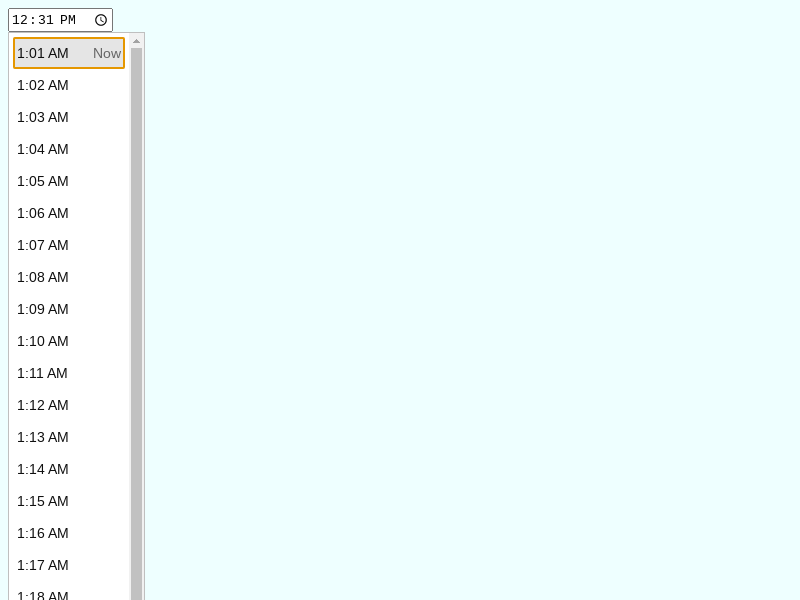 12:31 PM
1:01 AM Now
1:02 AM
1:03 AM
1:04 AM
1:05 AM
1:06 AM
1:07 AM
1:08 AM
1:09 AM
1:10 AM
1:11 AM
1:12 AM
1:13 AM
1:14 AM
1:15 AM
1:16 AM
1:17 AM
1:18 AM